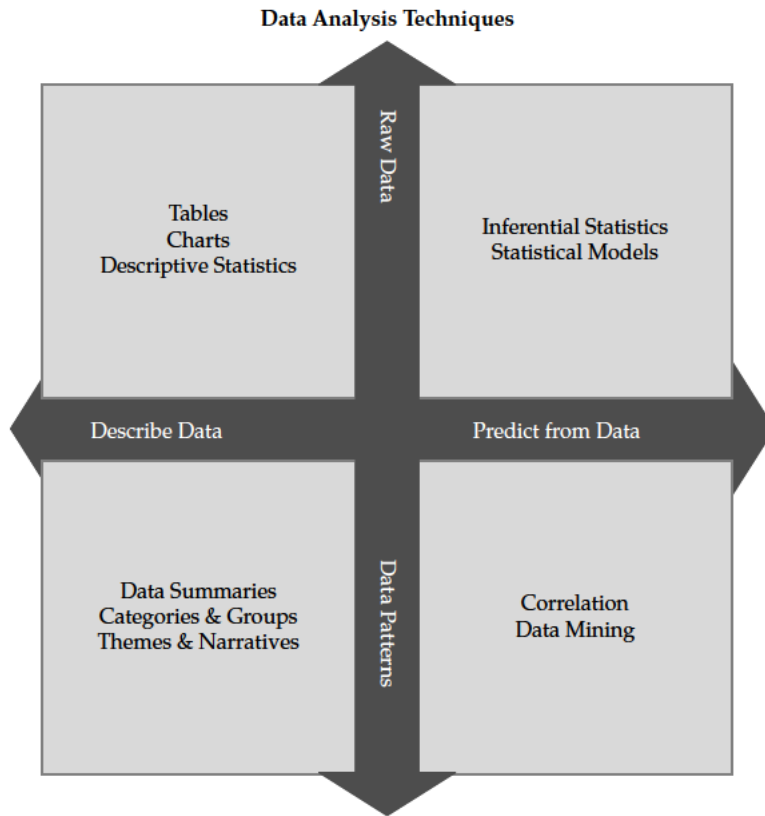 Data Analysis Techniques
Raw Data
Tables
Charts
Descriptive Statistics
Inferential Statistics
Statistical Models
Describe Data
Predict from Data
Data Summaries
Categories & Groups
Themes & Narratives
Data Patterns
Correlation
Data Mining